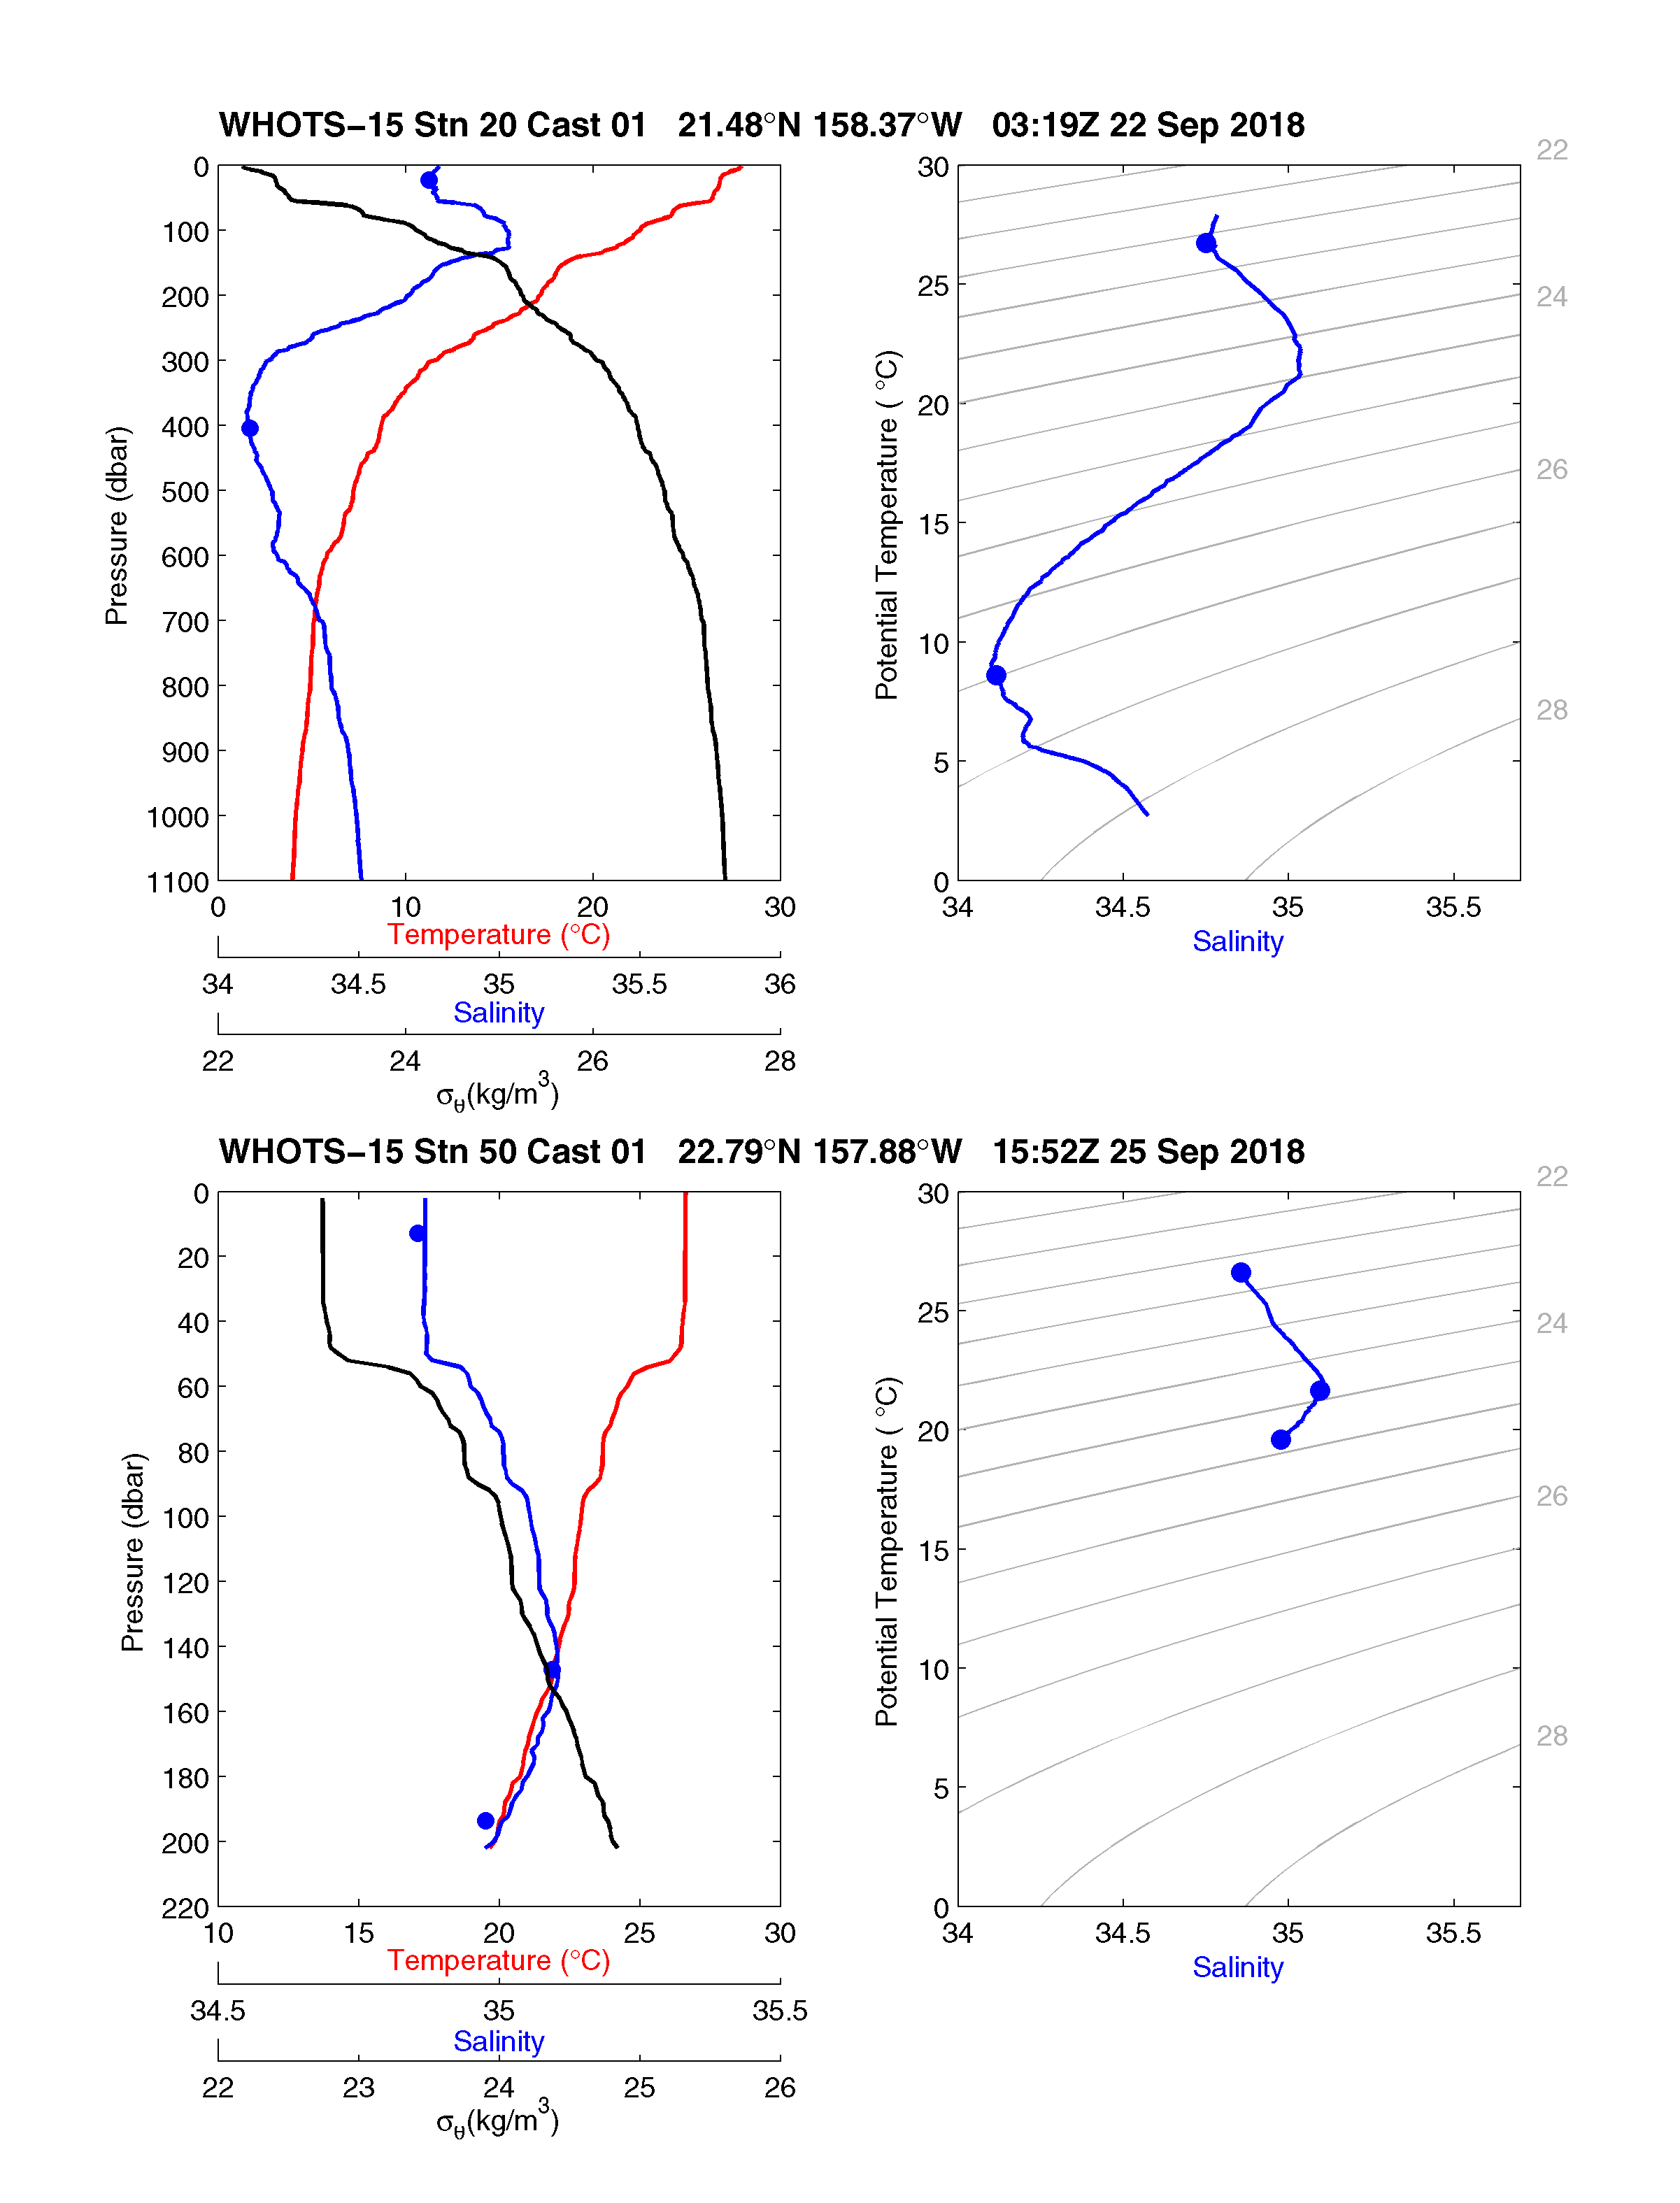 WHOTS−15 Stn 20 Cast 01 21.48°N 158.37°W 03:19Z 22 Sep 2018
0
100
200
300
400
500
600
700
800
900
1000
1100
Pressure (dbar)
0 10 20 30
Temperature (°C)
34 34.5 35 35.5 36
Salinity
22 24 26 28
σθ(kg/m3)
30
25
20
15
10
5
0
Potential Temperature ( °C)
34 34.5 35 35.5
Salinity
22
24
26
28
WHOTS−15 Stn 50 Cast 01 22.79°N 157.88°W 15:52Z 25 Sep 2018
0
20
40
60
80
100
120
140
160
180
200
220
Pressure (dbar)
10 15 20 25 30
Temperature (°C)
34.5 35 35.5
Salinity
22 23 24 25 26
σθ(kg/m3)
30
25
20
15
10
5
0
Potential Temperature ( °C)
34 34.5 35 35.5
Salinity
22
24
26
28